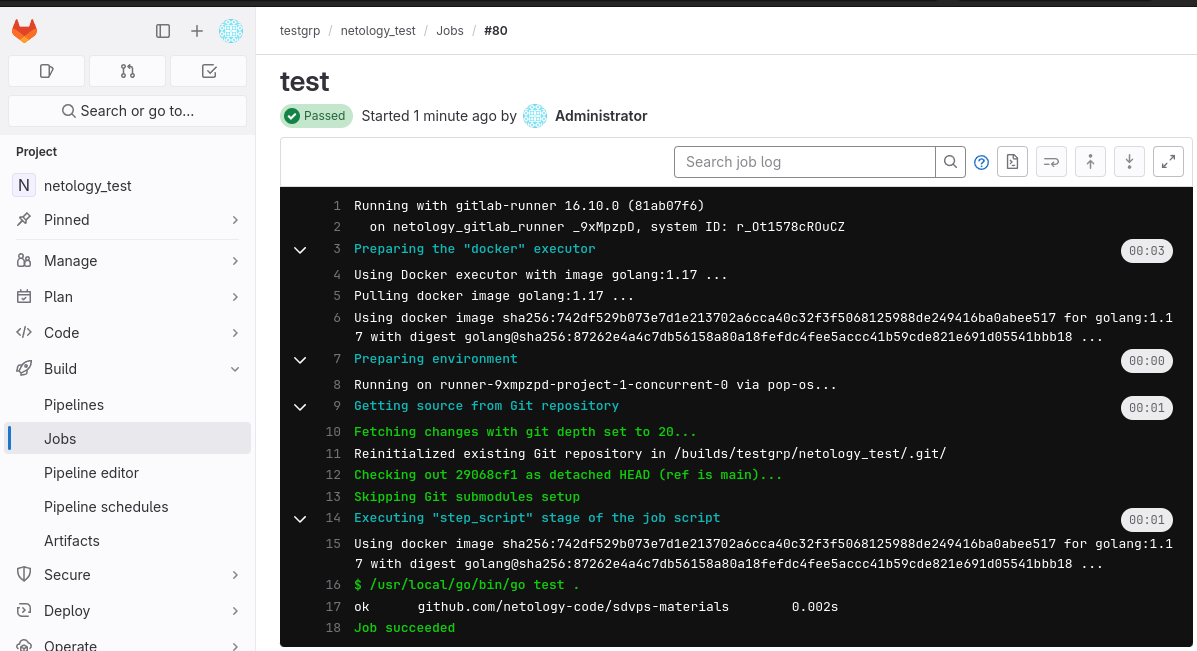 testgrp / netology_test / Jobs / #80
Search or go to...
Project
N netology_test
Pinned
Manage
Plan
Code
Build
Pipelines
Jobs
Pipeline editor
Pipeline schedules
Artifacts
Secure
Deploy
Operate
test
Passed Started 1 minute ago by Administrator
Search job log
1 Running with gitlab-runner 16.10.0 (81ab07f6)
2 on netology_gitlab_runner _9xMpzpD, system ID: r_Ot1578cROuCZ
3 Preparing the "docker" executor 00:03
4 Using Docker executor with image golang:1.17 ...
5 Pulling docker image golang:1.17 ...
6 Using docker image sha256:742df529b073e7d1e213702a6cca40c32f3f5068125988de249416ba0abee517 for golang:1.1
7 with digest golang@sha256:87262e4a4c7db56158a80a18fefdc4fee5accc41b59cde821e691d05541bbb18 ...
7 Preparing environment 00:00
8 Running on runner-9xmpzpd-project-1-concurrent-0 via pop-os...
9 Getting source from Git repository 00:01
10 Fetching changes with git depth set to 20...
11 Reinitialized existing Git repository in /builds/testgrp/netology_test/.git/
12 Checking out 29068cf1 as detached HEAD (ref is main)...
13 Skipping Git submodules setup
14 Executing "step_script" stage of the job script 00:01
15 Using docker image sha256:742df529b073e7d1e213702a6cca40c32f3f5068125988de249416ba0abee517 for golang:1.1
7 with digest golang@sha256:87262e4a4c7db56158a80a18fefdc4fee5accc41b59cde821e691d05541bbb18 ...
16 $ /usr/local/go/bin/go test .
17 ok github.com/netology-code/sdvps-materials 0.002s
18 Job succeeded